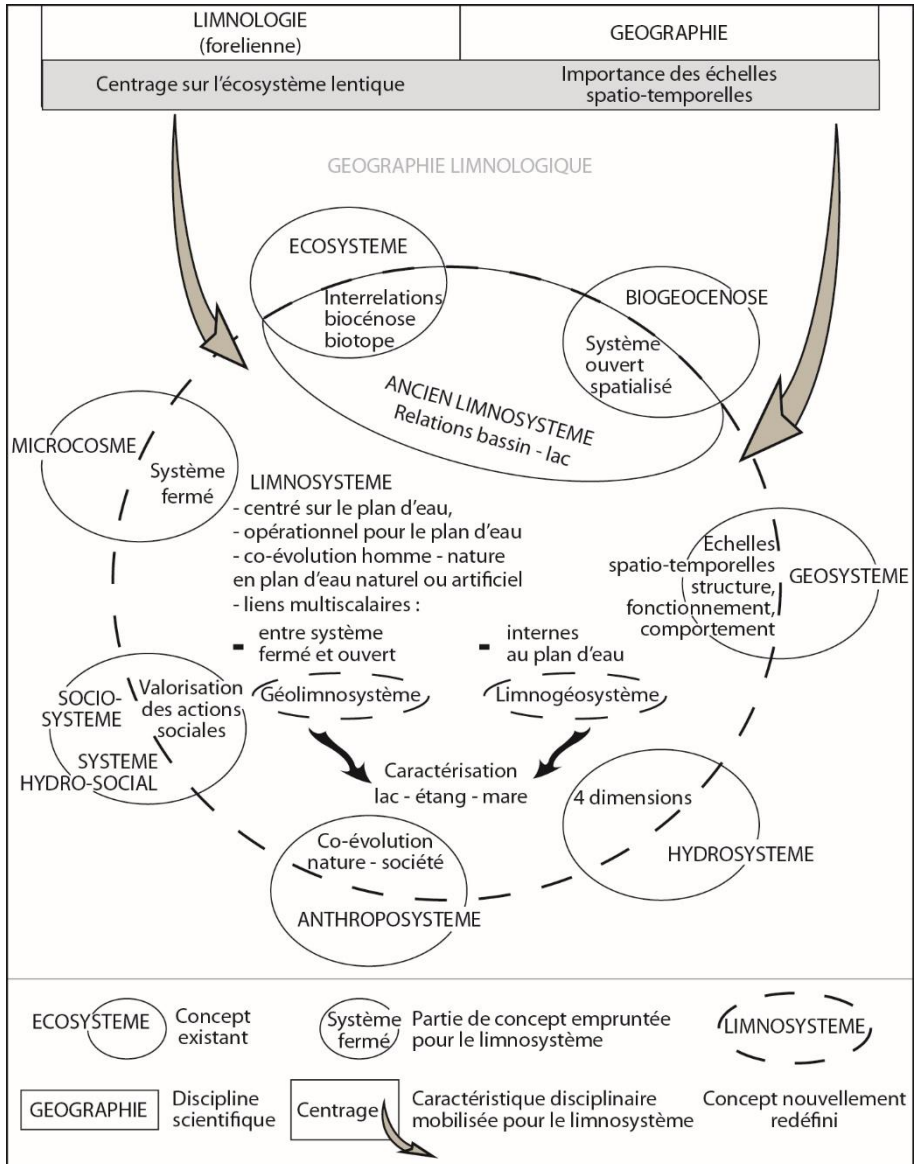 LIMNOLOGIE
(forelienne)
GEOGRAPHIE
Centrage sur l'écosystème lentique
Importance des échelles
spatio-temporelles
GEOGRAPHIE LIMNOLOGIQUE
ECOSYSTEME
Interrelations
biocénose
biotope
BIOGEOCENOSE
Système
ouvert
spatialisé
ANCIEN LIMNOSYSTEME
Relations bassin - lac
MICROCOSME
Système
fermé
LIMNOSYSTEME
- centré sur le plan d'eau,
- opérationnel pour le plan d'eau
- co-évolution homme - nature
en plan d'eau naturel ou artificiel
- liens multiscalaires :
- entre système
fermé et ouvert
- internes
au plan d'eau
Géolimnosystème
Limnogéosystème
Caractérisation
lac - étang - mare
Echelles
spatio-temporelles
structure,
fonctionnement,
comportement
GEOSYSTEME
SOCIO-
SYSTEME
Valorisation
des actions
sociales
SYSTEME
HYDRO-SOCIAL
4 dimensions
HYDROSYSTEME
Co-évolution
nature - société
ANTHROPOSYSTEME
ECOSYSTEME
Concept
existant
Système
fermé
Partie de concept empruntée
pour le limnosystème
LIMNOSYSTEME
GEOGRAPHIE
Discipline
scientifique
Centrage
Caractéristique disciplinaire
mobilisée pour le limnosystème
Concept nouvellement
redéfini